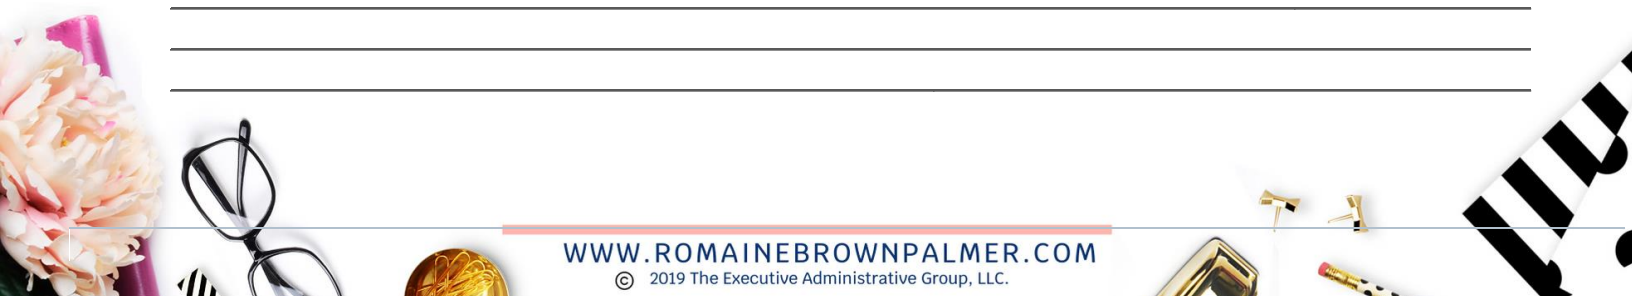 WWW.ROMAINEBROWNPALMER.COM
© 2019 The Executive Administrative Group, LLC.